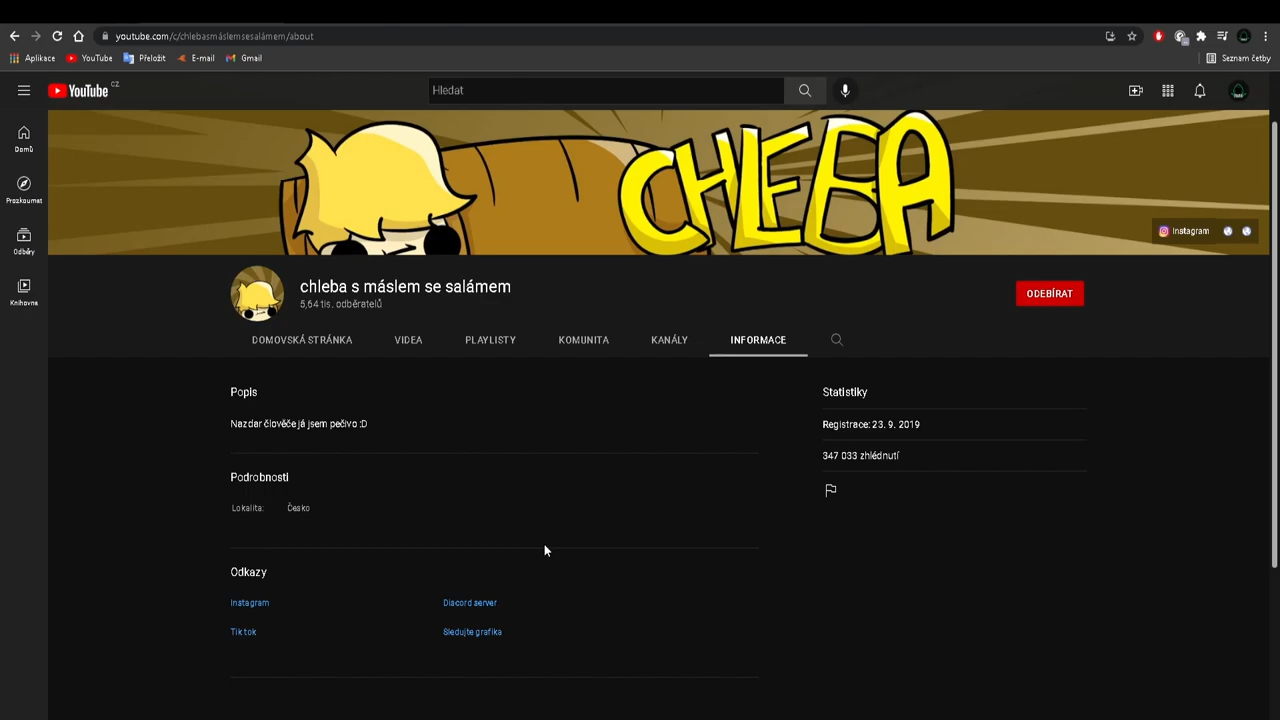 youtube.com/c/chlebasmáslemsesalámem/about
Aplikace YouTube Přeložit E-mail Gmail Seznam četby
YouTube CZ
Hledat
Domů
Prozkoumat
Odběry
Knihovna
CHLEBA
Instagram
chleba s máslem se salámem
5,64 tis. odběratelů
ODEBÍRAT
DOMOVSKÁ STRÁNKA VIDEA PLAYLISTY KOMUNITA KANÁLY INFORMACE
Popis
Nazdar člověče já jsem pečivo :D
Podrobnosti
Lokalita: Česko
Odkazy
Instagram Discord server
Tik tok Sledujte grafika
Statistiky
Registrace: 23. 9. 2019
347 033 zhlédnutí